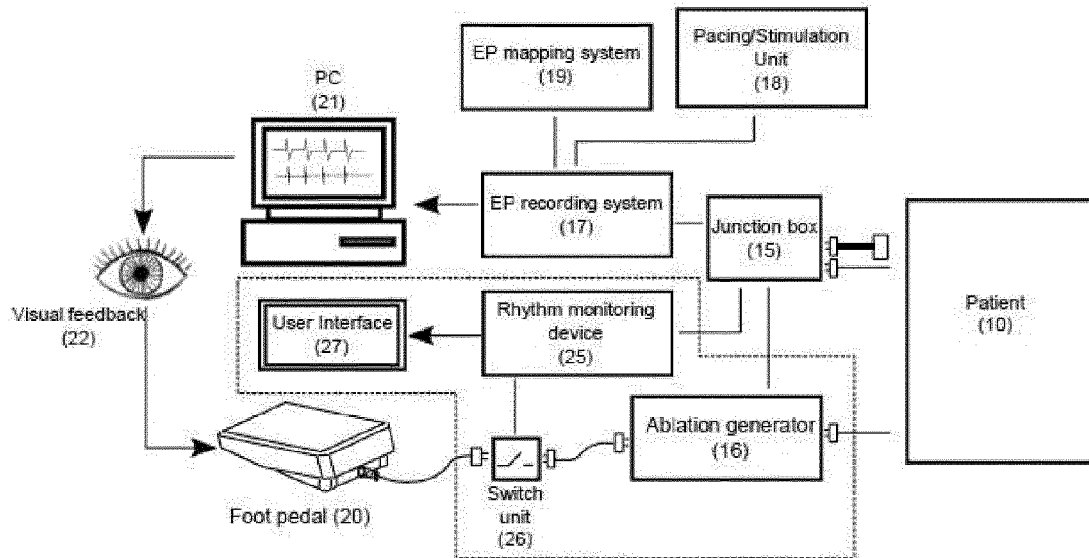 EP mapping system
(19)
Pacing/Stimulation
Unit
(18)
PC
(21)
EP recording system
(17)
Junction box
(15)
Patient
(10)
Visual feedback
(22)
User Interface
(27)
Rhythm monitoring
device
(25)
Ablation generator
(16)
Foot pedal (20)
Switch
unit
(26)